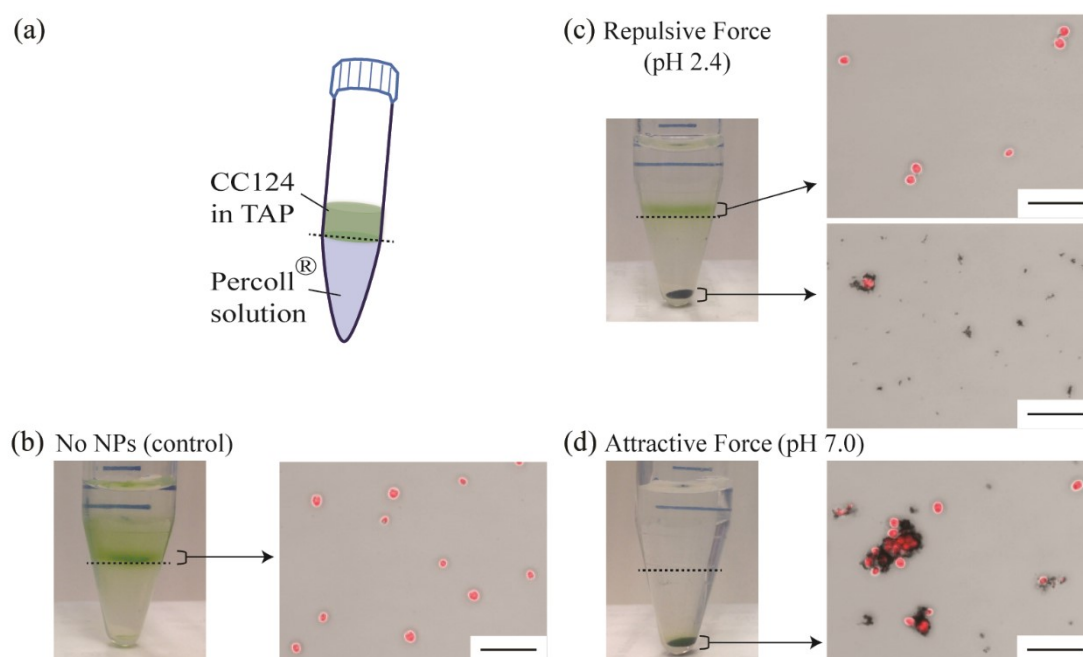 (a)
CC124
in TAP
Percoll®
solution
(b) No NPs (control)
(c) Repulsive Force
(pH 2.4)
(d) Attractive Force (pH 7.0)